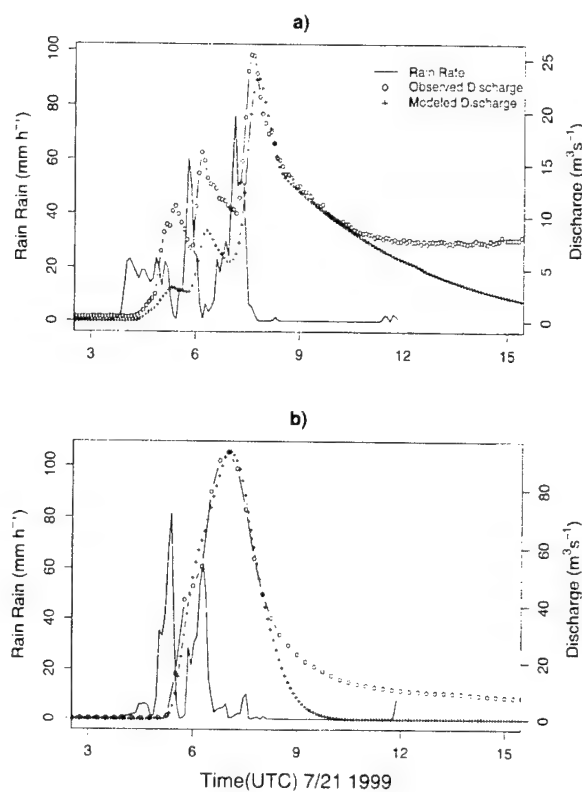 a)
100
80
60
40
20
0
Rain Rain (mm h⁻¹)
Rain Rate
Observed Discharge
Modeled Discharge
25
20
15
10
5
0
Discharge (m³s⁻¹)
3 6 9 12 15
b)
100
80
60
40
20
0
Rain Rain (mm h⁻¹)
80
60
40
20
0
Discharge (m³s⁻¹)
3 6 9 12 15
Time(UTC) 7/21 1999